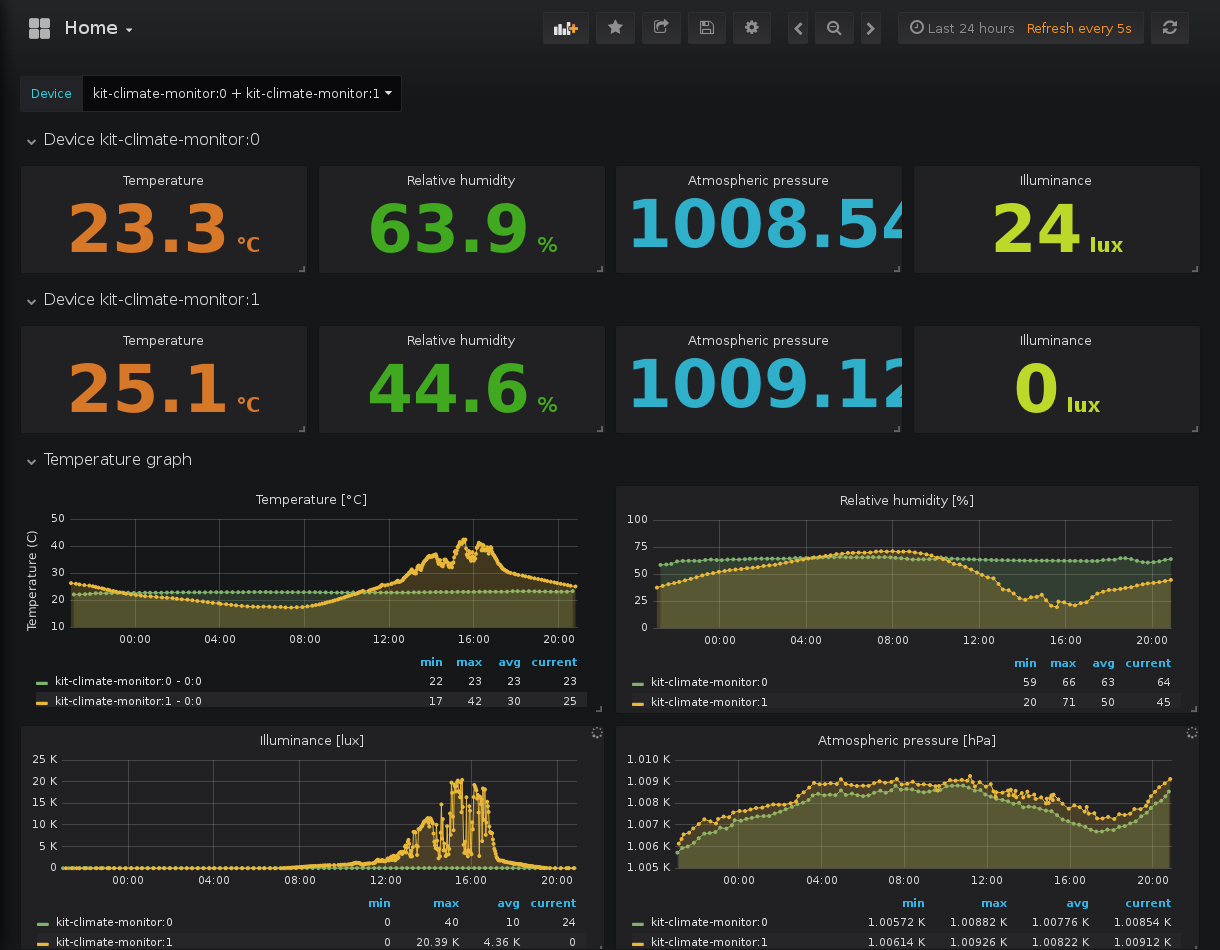 Home
Last 24 hours Refresh every 5s
Device kit-climate-monitor:0 + kit-climate-monitor:1
Device kit-climate-monitor:0
Temperature Relative humidity Atmospheric pressure Illuminance
23.3 °C 63.9 % 1008.54 24 lux
Device kit-climate-monitor:1
Temperature Relative humidity Atmospheric pressure Illuminance
25.1 °C 44.6 % 1009.12 0 lux
Temperature graph
Temperature [°C]
Temperature (C)
50
40
30
20
10
00:00 04:00 08:00 12:00 16:00 20:00
min max avg current
kit-climate-monitor:0 - 0:0 22 23 23 23
kit-climate-monitor:1 - 0:0 17 42 30 25
Relative humidity [%]
100
75
50
25
0
00:00 04:00 08:00 12:00 16:00 20:00
min max avg current
kit-climate-monitor:0 59 66 63 64
kit-climate-monitor:1 20 71 50 45
Illuminance [lux]
25 K
20 K
15 K
10 K
5 K
0
00:00 04:00 08:00 12:00 16:00 20:00
min max avg current
kit-climate-monitor:0 0 40 10 24
kit-climate-monitor:1 0 20.39 K 4.36 K 0
Atmospheric pressure [hPa]
1.010 K
1.009 K
1.008 K
1.007 K
1.006 K
1.005 K
00:00 04:00 08:00 12:00 16:00 20:00
min max avg current
kit-climate-monitor:0 1.00572 K 1.00882 K 1.00776 K 1.00854 K
kit-climate-monitor:1 1.00614 K 1.00926 K 1.00822 K 1.00912 K